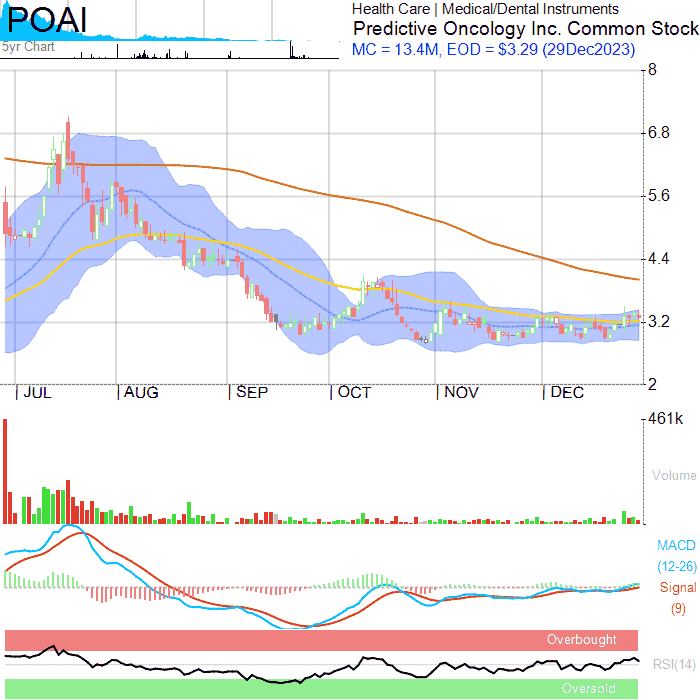 POAI
5yr Chart
Health Care | Medical/Dental Instruments
Predictive Oncology Inc. Common Stock
MC = 13.4M, EOD = $3.29 (29Dec2023)
8
6.8
5.6
4.4
3.2
2
|JUL |AUG |SEP |OCT |NOV |DEC
461k
Volume
MACD
(12-26)
Signal
(9)
Overbought
RSI(14)
Oversold